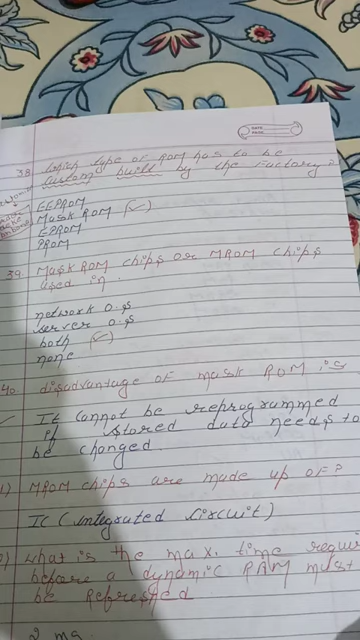 DATE
PAGE
38. Which type of ROM has to be
custom built by the Factory?
EEPROM
Mask ROM (✓)
EPROM
PROM
39. Mask ROM chips or MROM chips
used in.
network o.s
server o.s
both (✓)
none
40. disadvantage of mask ROM is
It cannot be reprogrammed
if stored data needs to
be changed.
1) MROM chips are made up of?
IC (integrated circuit)
2) what is the max. time requi
before a dynamic RAM must
be Refreshed
2 ms.